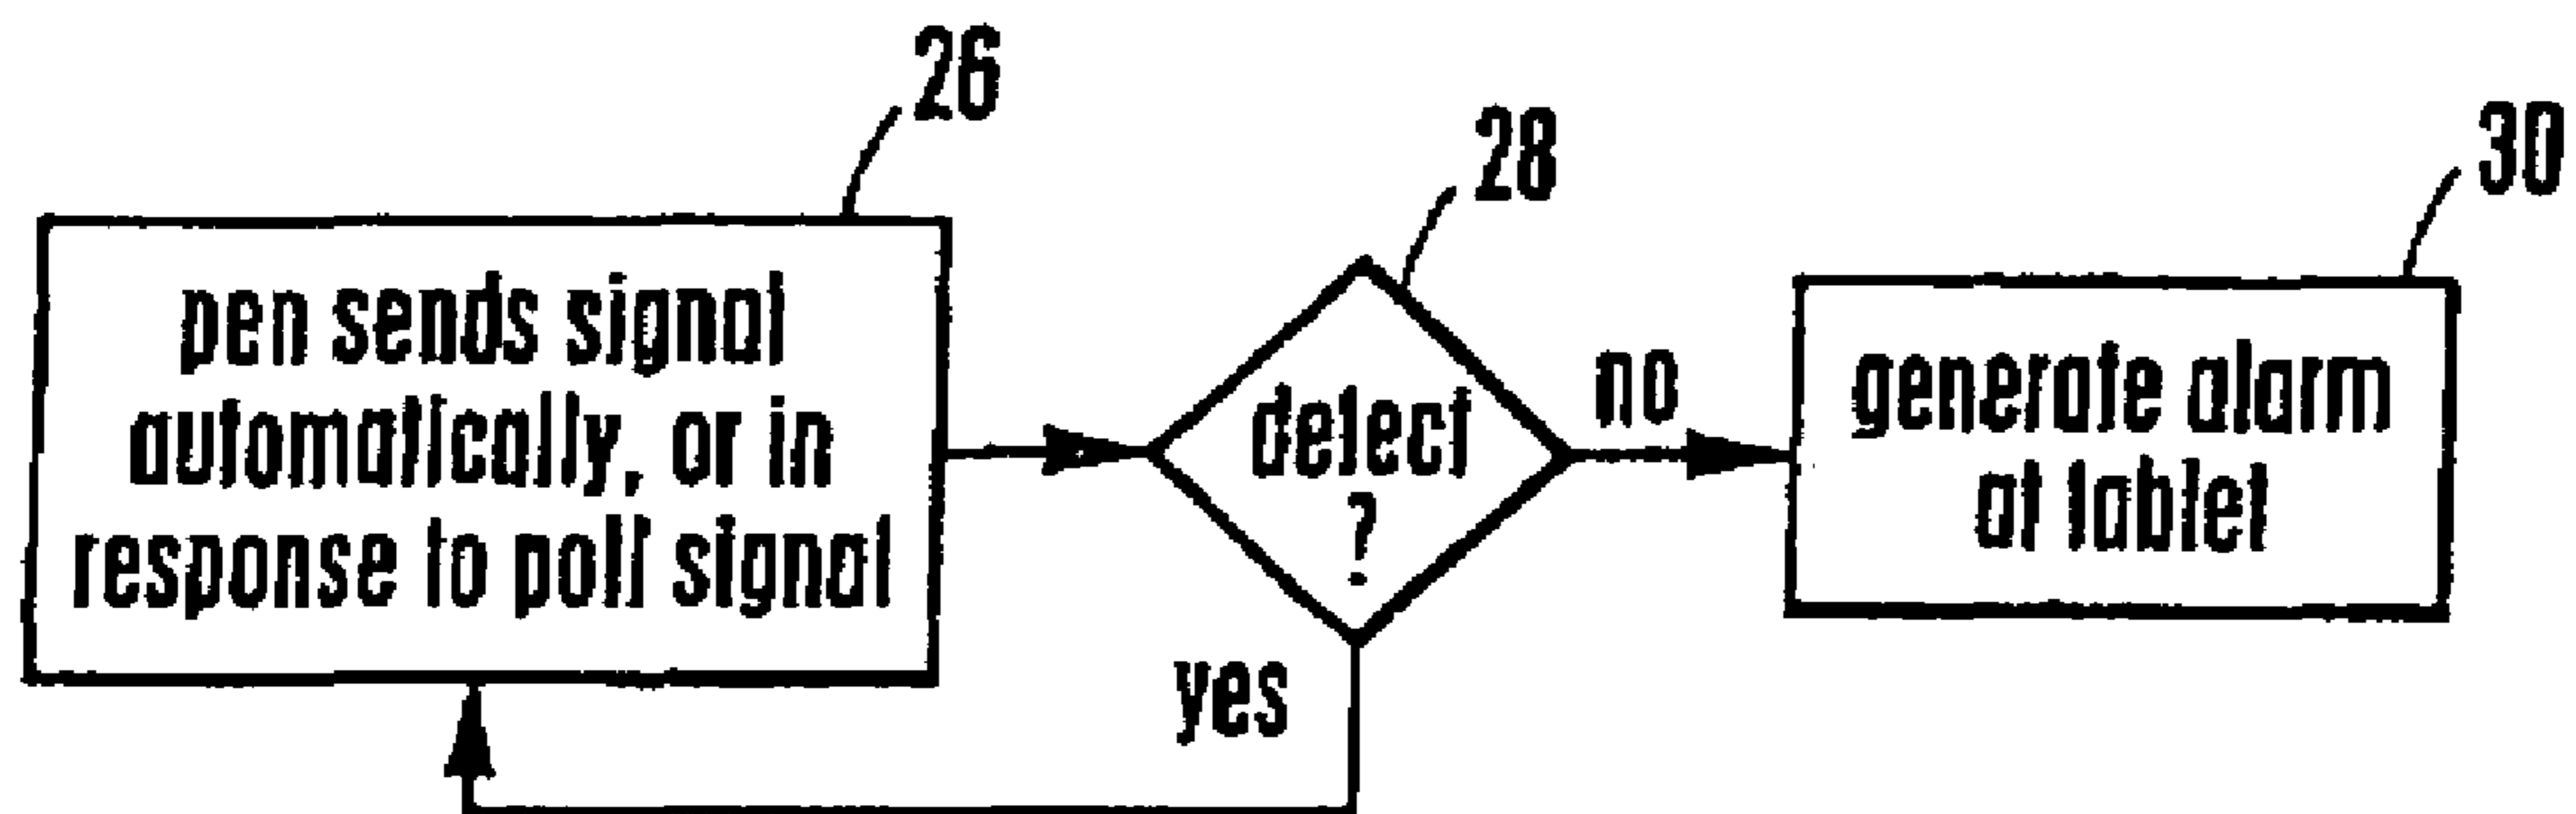 26
28
30
pen sends signal
automatically, or in
response to poll signal
detect
?
no
yes
generate alarm
at tablet